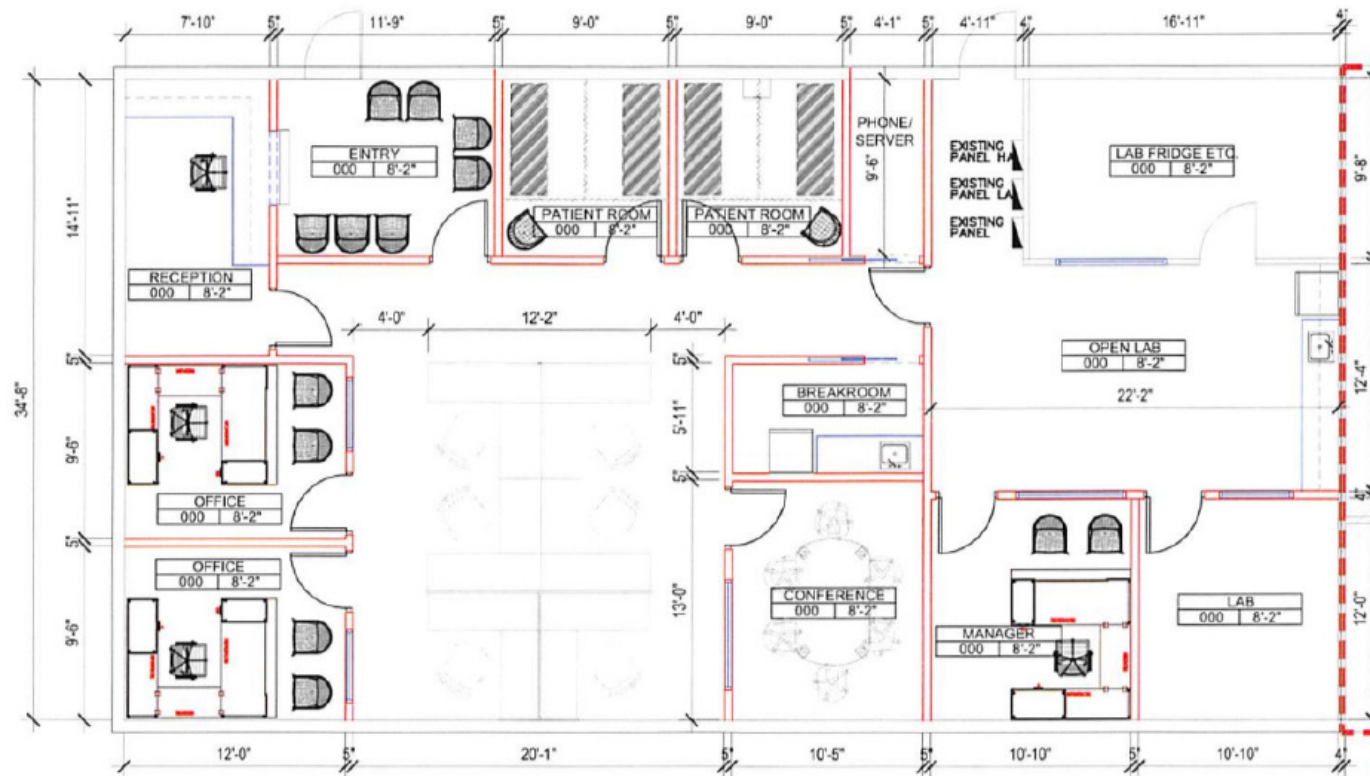 7'-10"
5"
11'-9"
5"
9'-0"
5"
9'-0"
5"
4'-1"
5"
4'-11"
4"
16'-11"
4"
34'-8"
14'-11"
5"
9'-6"
5"
9'-6"
ENTRY
000 8'-2"
PATIENT ROOM
000 8'-2"
PATIENT ROOM
000 8'-2"
PHONE/
SERVER
9'-6"
EXISTING
PANEL HA
EXISTING
PANEL LA
EXISTING
PANEL
LAB FRIDGE ETC.
000 8'-2"
9'-8"
RECEPTION
000 8'-2"
4'-0"
12'-2"
4'-0"
5"
5'-11"
5"
13'-0"
BREAKROOM
000 8'-2"
OPEN LAB
000 8'-2"
22'-2"
12'-4"
4"
12'-0"
OFFICE
000 8'-2"
OFFICE
000 8'-2"
CONFERENCE
000 8'-2"
MANAGER
000 8'-2"
LAB
000 8'-2"
12'-0"
5"
20'-1"
5"
10'-5"
5"
10'-10"
5"
10'-10"
4"